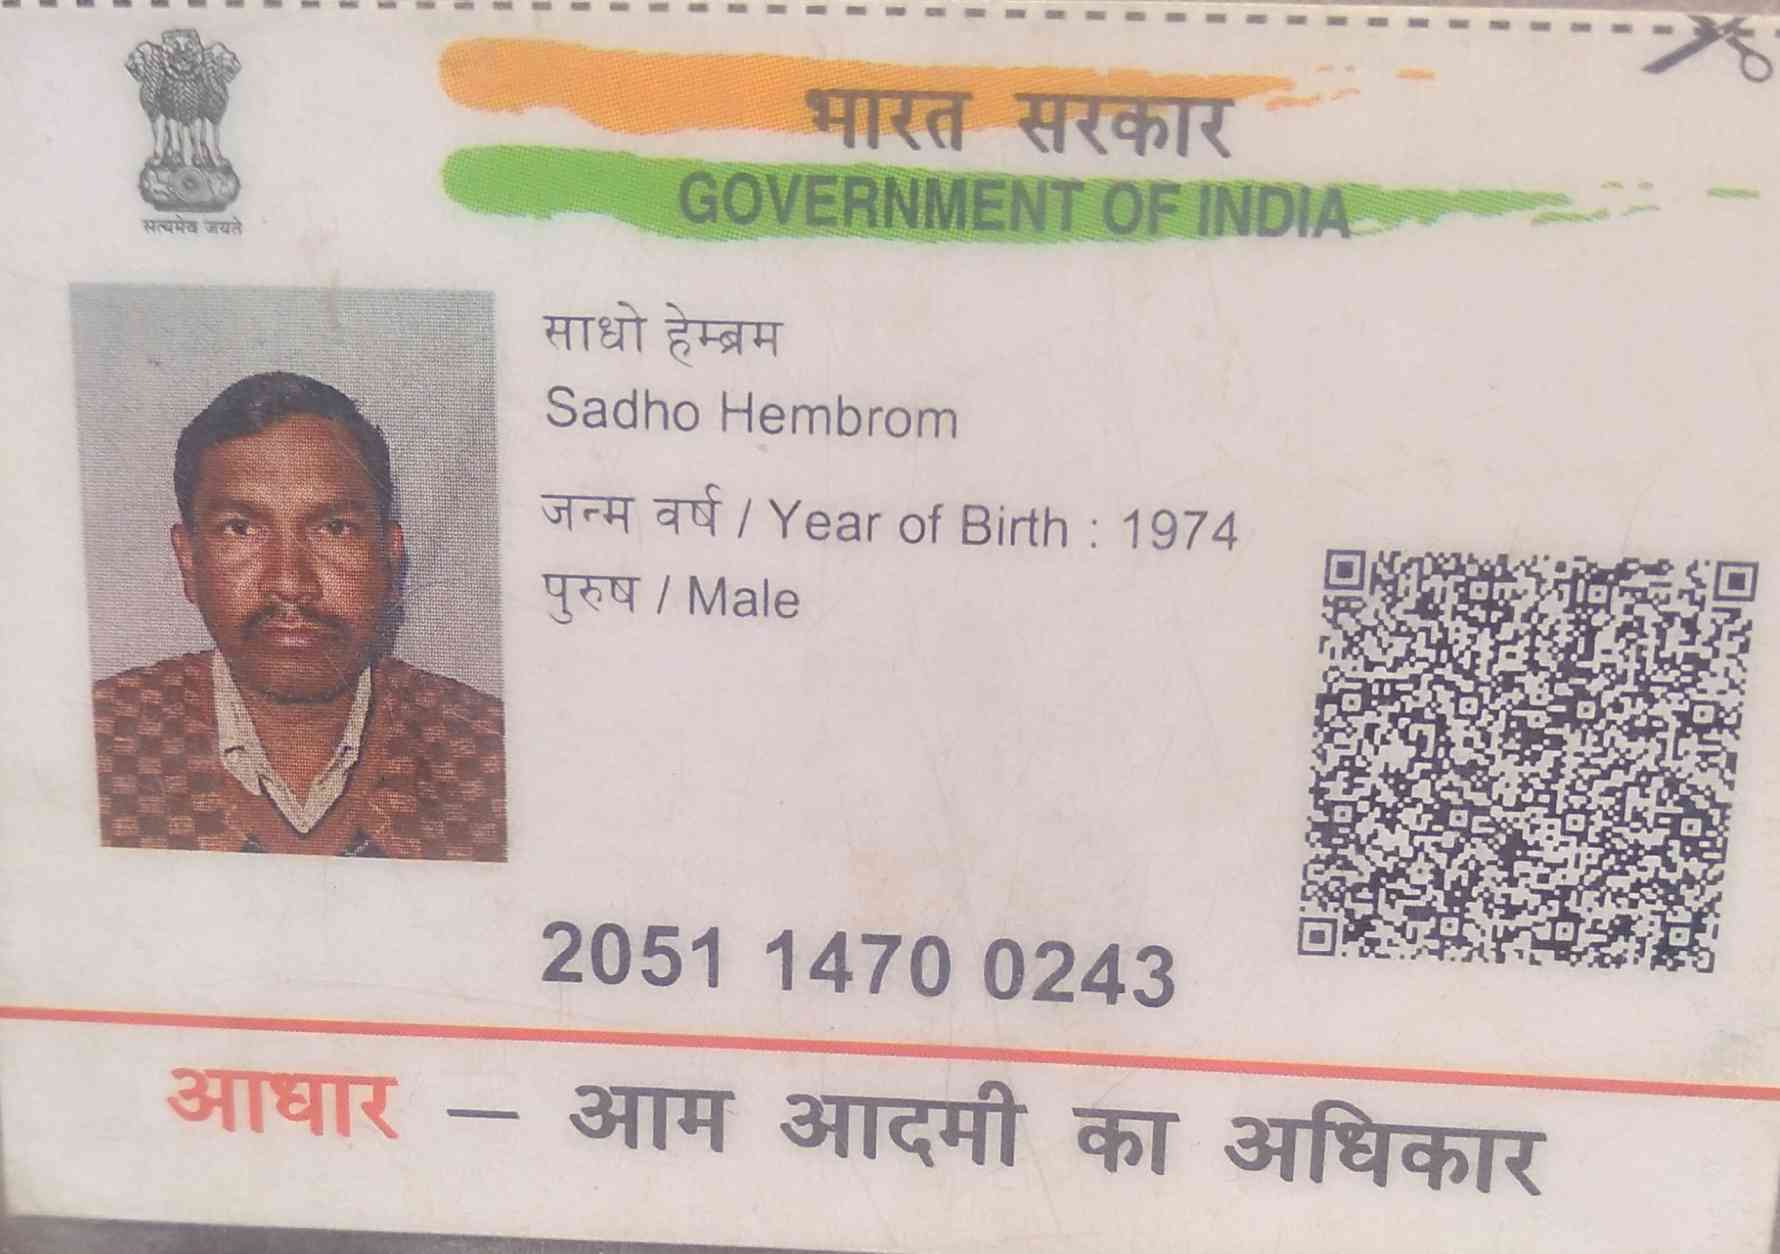 भारत सरकार
GOVERNMENT OF INDIA
सत्यमेव जयते
साधो हेम्ब्रम
Sadho Hembrom
जन्म वर्ष / Year of Birth : 1974
पुरुष / Male
2051 1470 0243
आधार — आम आदमी का अधिकार